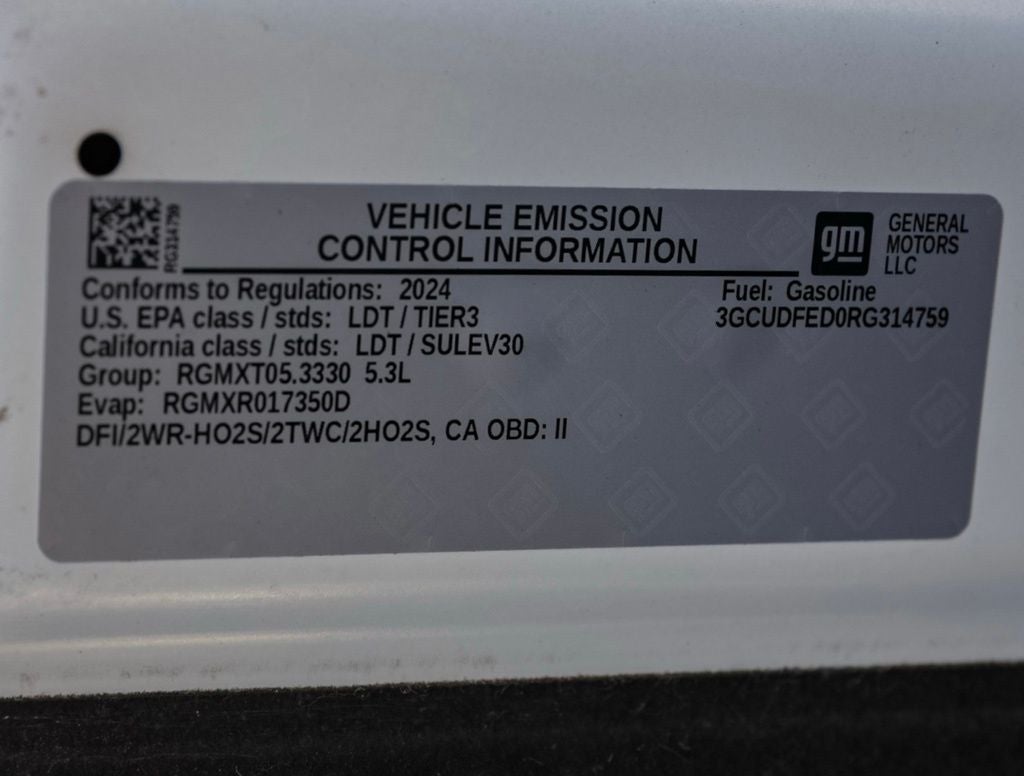 VEHICLE EMISSION
CONTROL INFORMATION
gm
GENERAL
MOTORS
LLC
RG314759
Conforms to Regulations: 2024
Fuel: Gasoline
U.S. EPA class / stds: LDT / TIER3
3GCUDFED0RG314759
California class / stds: LDT / SULEV30
Group: RGMXT05.3330 5.3L
Evap: RGMXR017350D
DFI/2WR-HO2S/2TWC/2HO2S, CA OBD: II